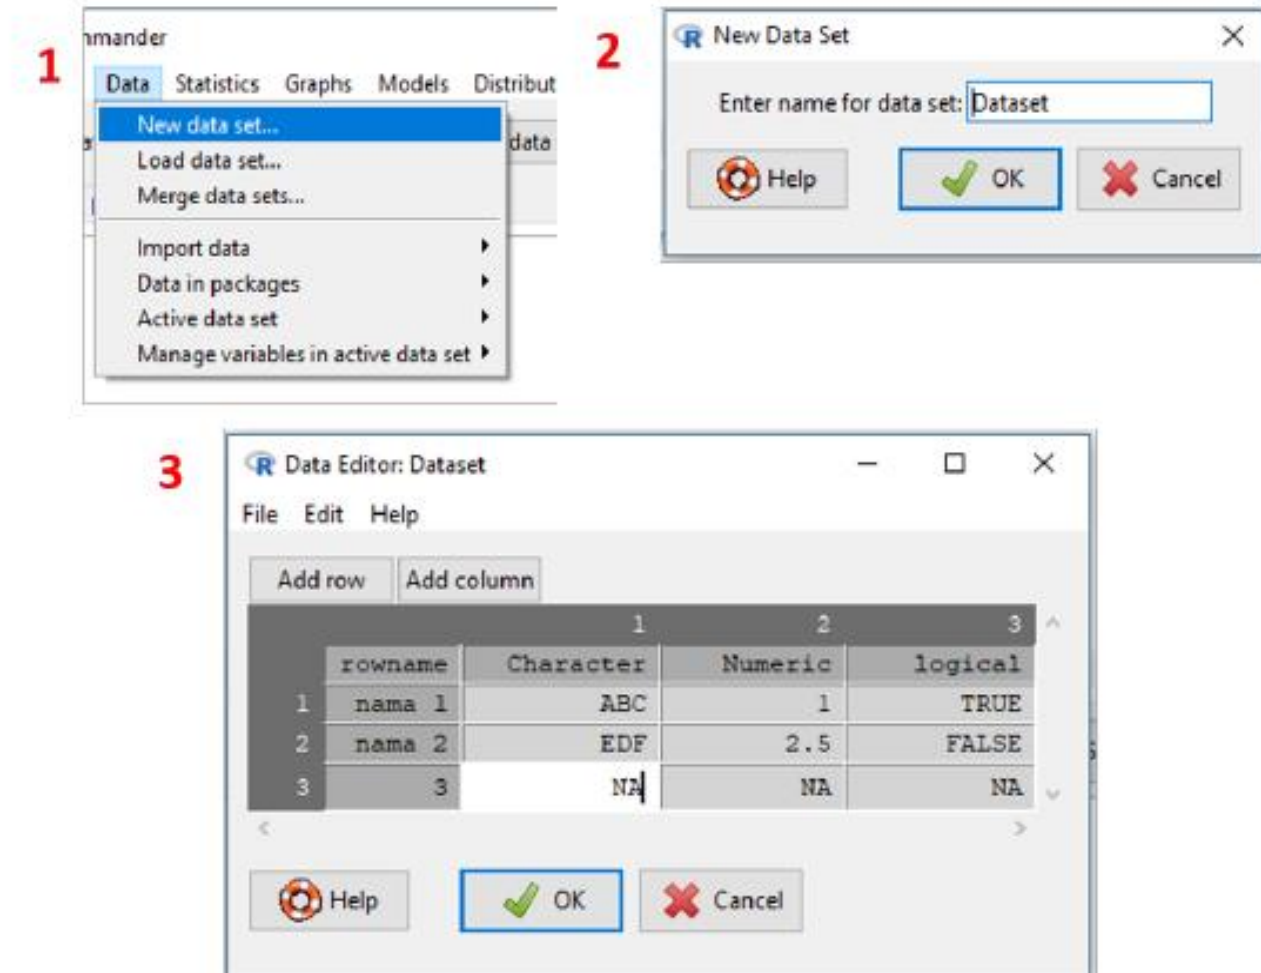 1
mmander
Data Statistics Graphs Models Distribut
New data set...
data
Load data set...
Merge data sets...
Import data
Data in packages
Active data set
Manage variables in active data set
2
New Data Set
Enter name for data set: Dataset
Help OK Cancel
3
Data Editor: Dataset
File Edit Help
Add row Add column
1 2 3
rowname Character Numeric logical
1 nama 1 ABC 1 TRUE
2 nama 2 EDF 2.5 FALSE
3 3 NA NA NA
Help OK Cancel